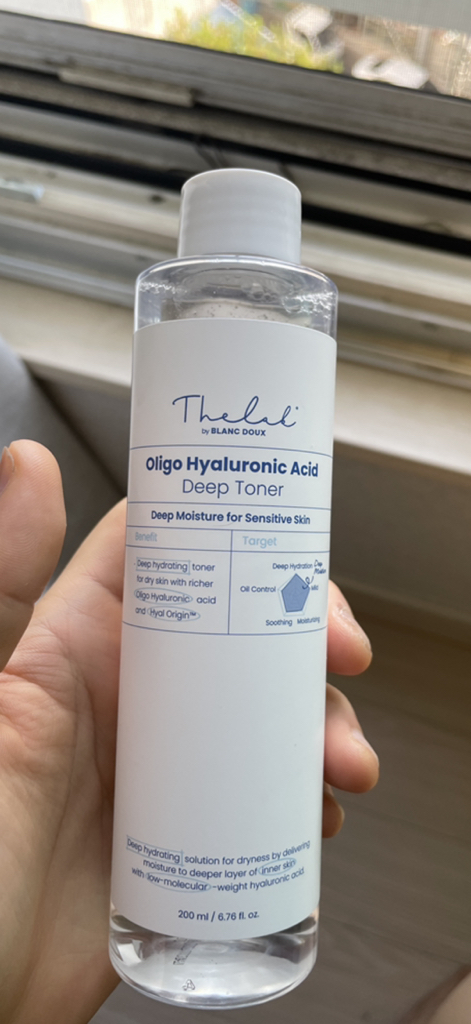 Thelab
by BLANC DOUX
Oligo Hyaluronic Acid
Deep Toner
Deep Moisture for Sensitive Skin
Benefit
Target
Deep hydrating toner
for dry skin with richer
Oligo Hyaluronic acid
and Hyal Origin™
Deep Hydration
Oil Control
Mild
Soothing Moisturizing
Deep hydrating solution for dryness by delivering
moisture to deeper layer of inner skin
with low-molecular-weight hyaluronic acid.
200 ml / 6.76 fl. oz.